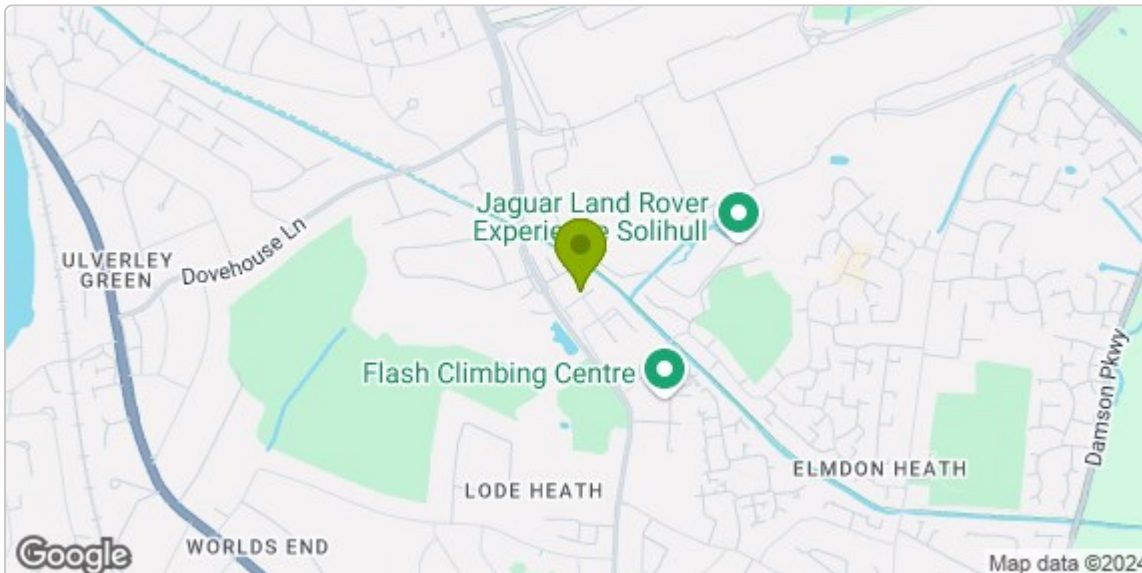 Jaguar Land Rover
Experience Solihull
ULVERLEY
GREEN
Dovehouse Ln
Flash Climbing Centre
Damson Pkwy
ELMDON HEATH
LODE HEATH
WORLDS END
Google
Map data ©2024